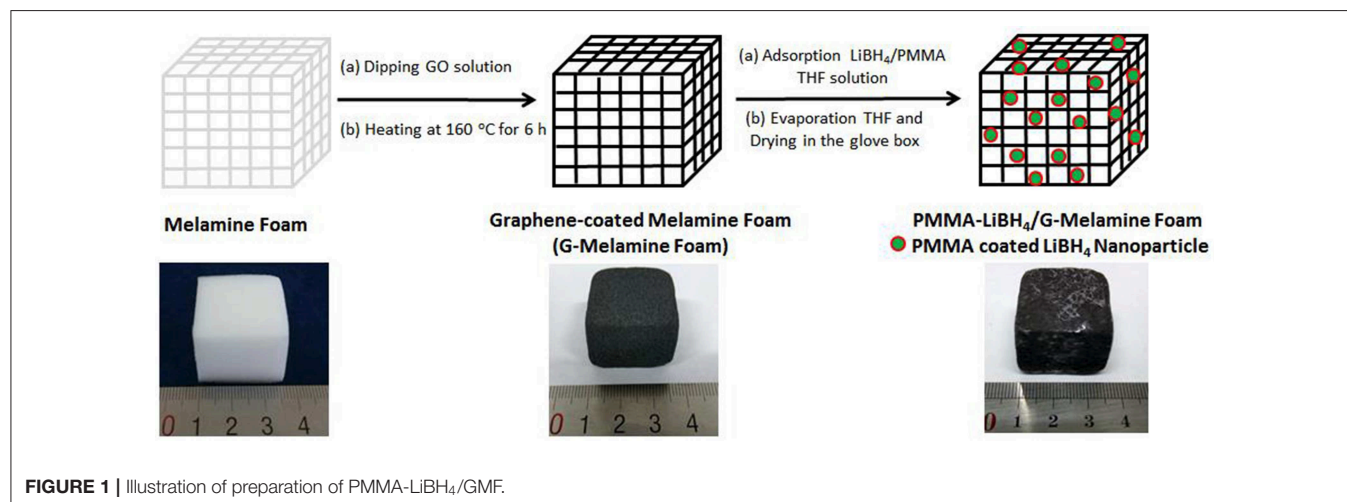 (a) Dipping GO solution
(b) Heating at 160 °C for 6 h
(a) Adsorption LiBH₄/PMMA
THF solution
(b) Evaporation THF and
Drying in the glove box
Melamine Foam
Graphene-coated Melamine Foam
(G-Melamine Foam)
PMMA-LiBH₄/G-Melamine Foam
PMMA coated LiBH₄ Nanoparticle
0 1 2 3 4
0 1 2 3 4
0 1 2 3 4
FIGURE 1 | Illustration of preparation of PMMA-LiBH₄/GMF.